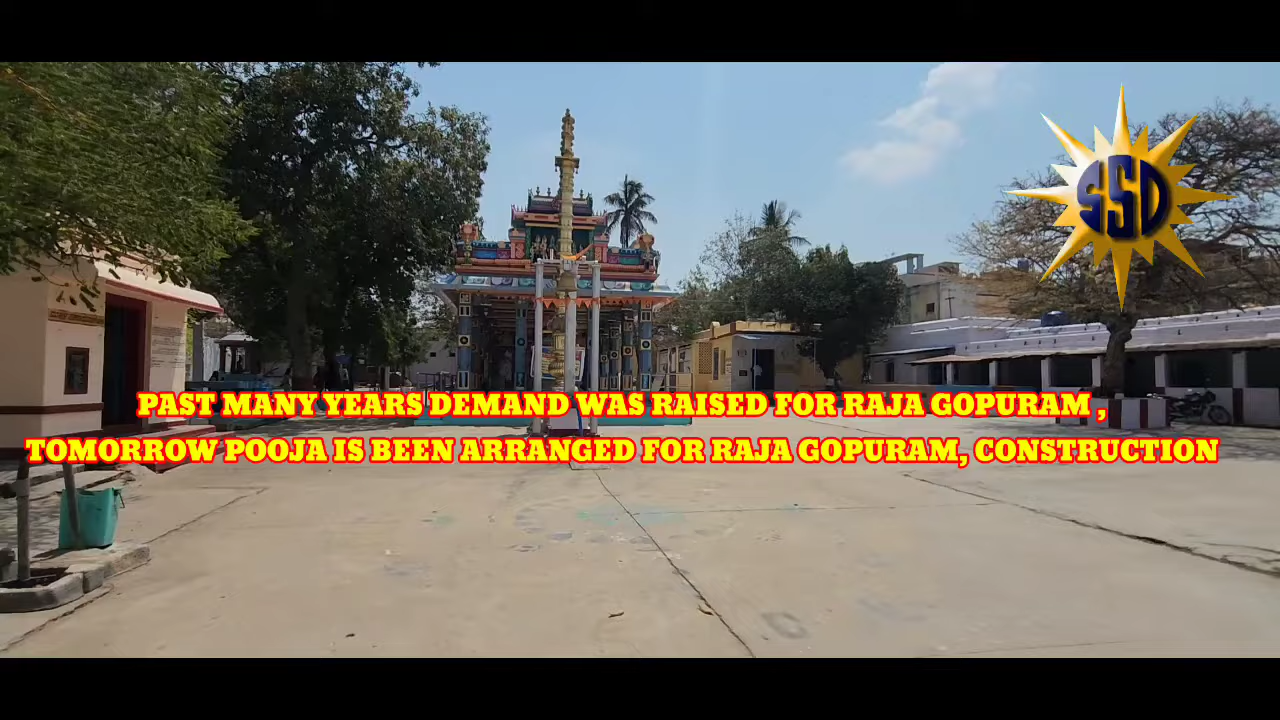 SSD
PAST MANY YEARS DEMAND WAS RAISED FOR RAJA GOPURAM ,
TOMORROW POOJA IS BEEN ARRANGED FOR RAJA GOPURAM, CONSTRUCTION